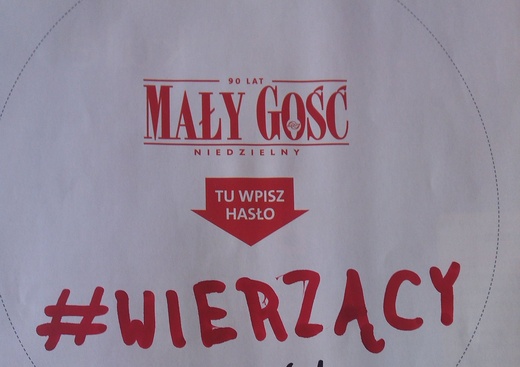 90 LAT
MAŁY GOŚĆ
NIEDZIELNY
TU WPISZ
HASŁO
#WIERZĄCY